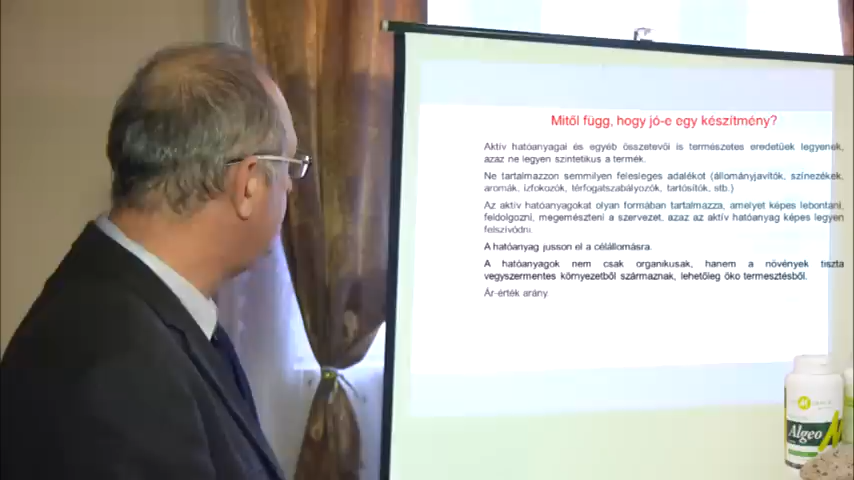 Mitől függ, hogy jó-e egy készítmény?
Aktív hatóanyagai és egyéb összetevői is természetes eredetűek legyenek,
azaz ne legyen szintetikus a termék.
Ne tartalmazzon semmilyen felesleges adalékot (állományjavítók, színezékek,
aromák, ízfokozók, térfogatszabályozók, tartósítók, stb.)
Az aktív hatóanyagokat olyan formában tartalmazza, amelyet képes lebontani,
feldolgozni, megemészteni a szervezet, azaz az aktív hatóanyag képes legyen
felszívódni.
A hatóanyag jusson el a célállomásra.
A hatóanyagok nem csak organikusak, hanem a növények tiszta
vegyszermentes környezetből származnak, lehetőleg öko termesztésből.
Ár-érték arány
Algeo